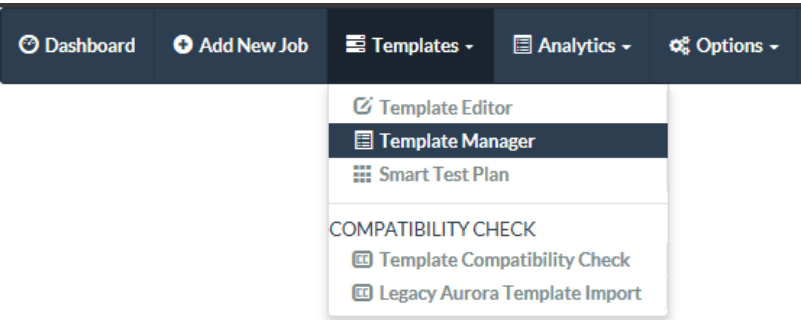 Dashboard Add New Job Templates Analytics Options
Template Editor
Template Manager
Smart Test Plan
COMPATIBILITY CHECK
Template Compatibility Check
Legacy Aurora Template Import